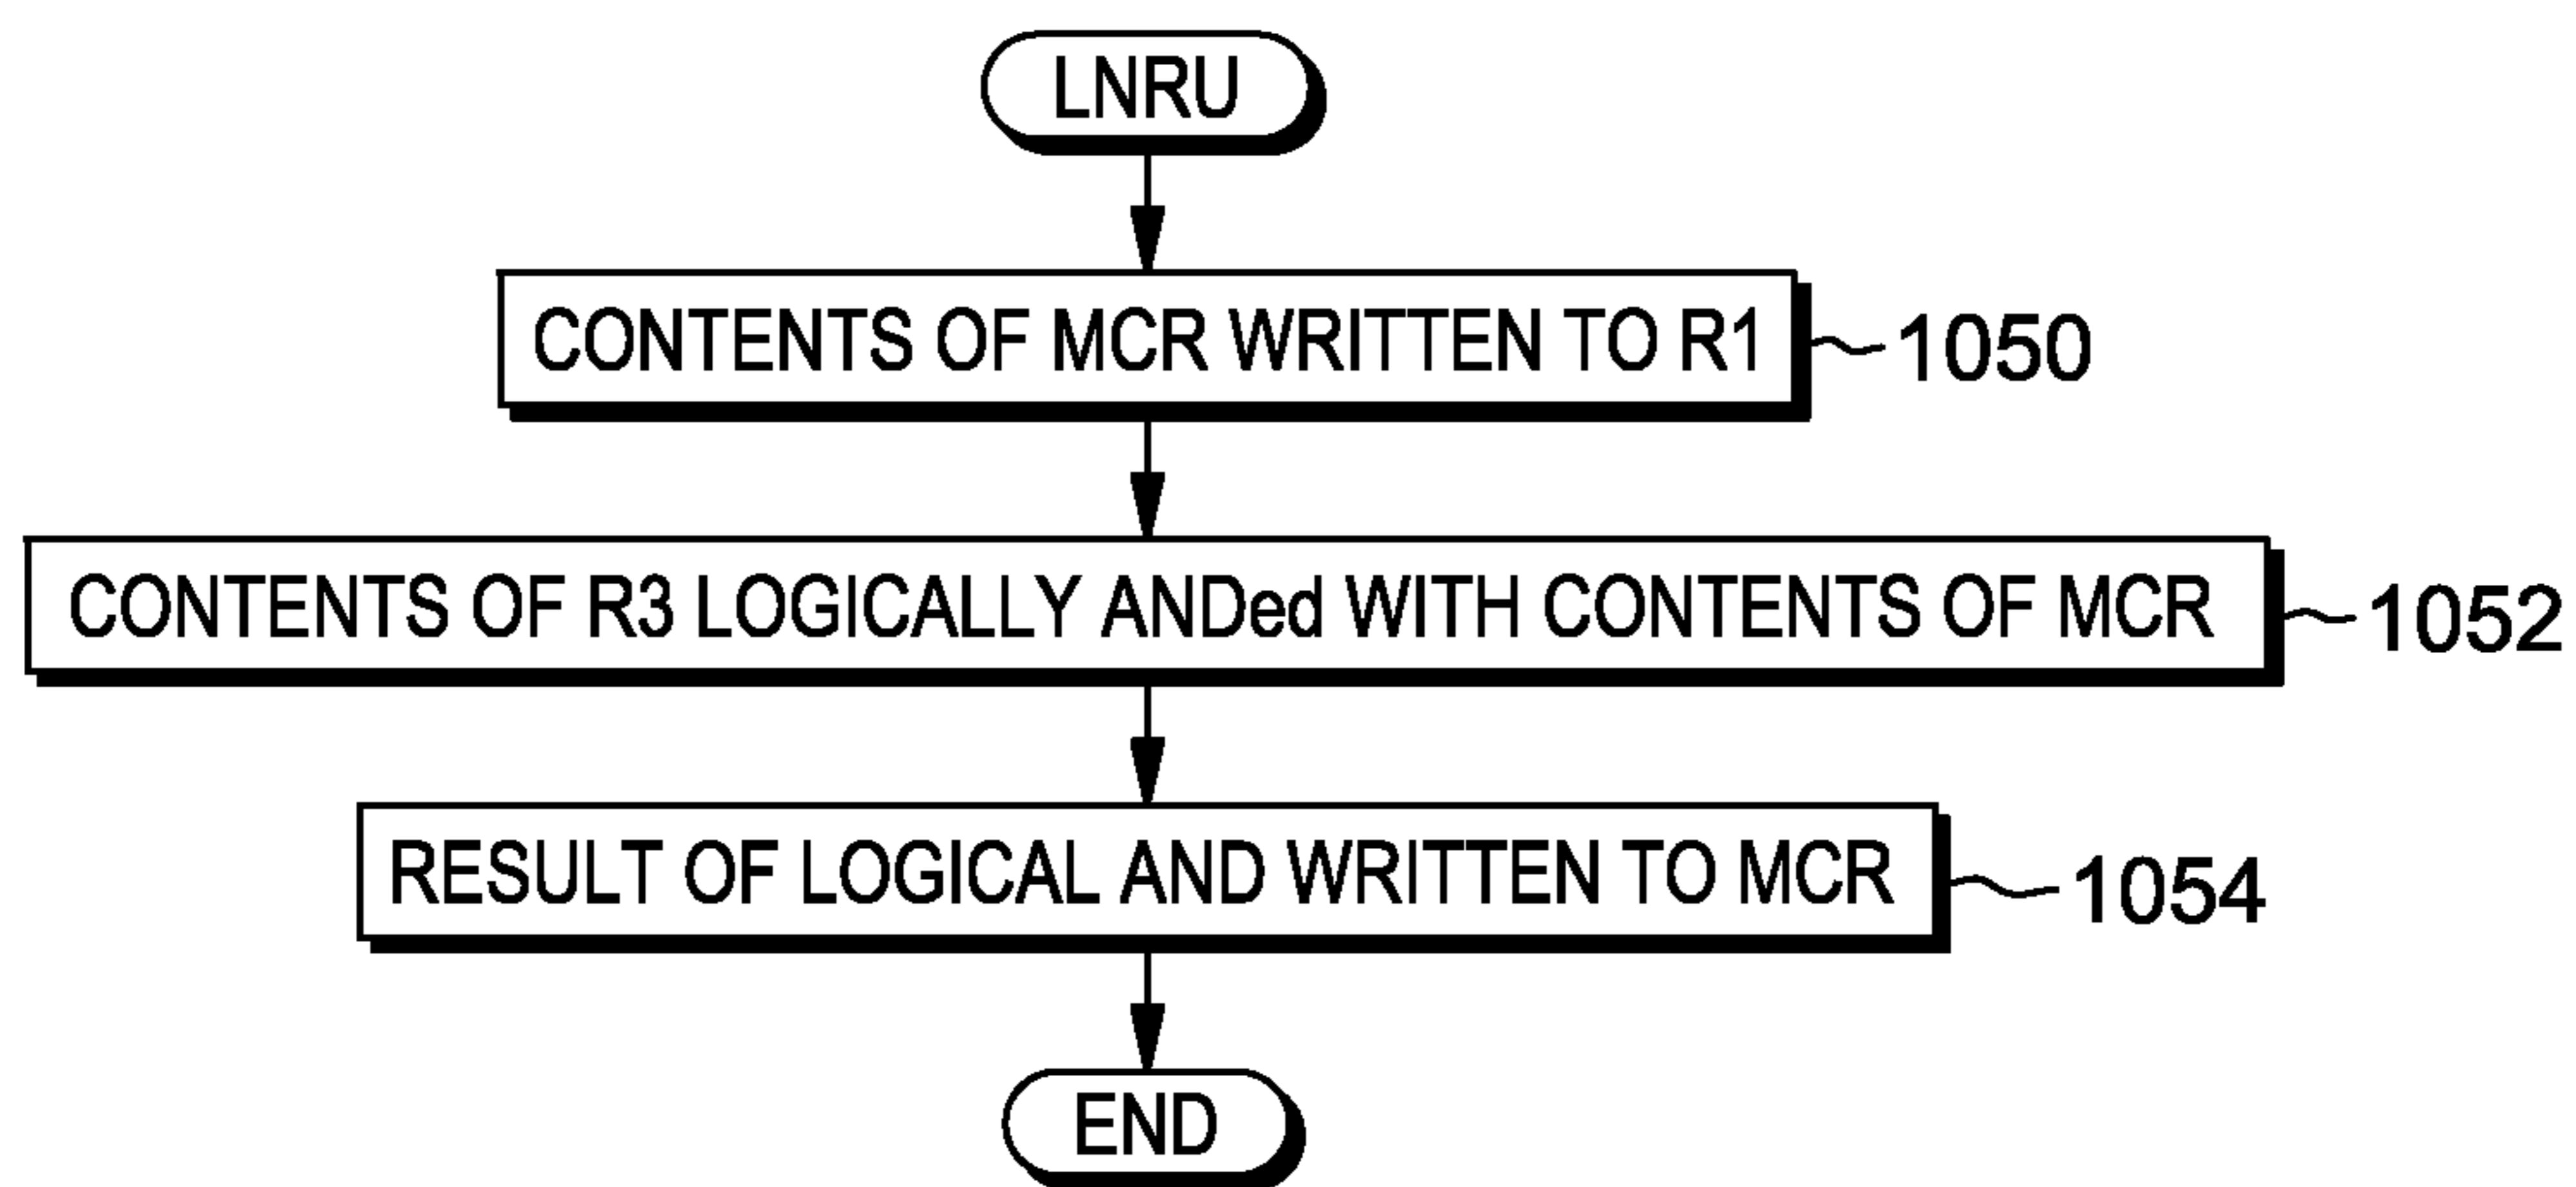 LNRU
CONTENTS OF MCR WRITTEN TO R1
1050
CONTENTS OF R3 LOGICALLY ANDed WITH CONTENTS OF MCR
1052
RESULT OF LOGICAL AND WRITTEN TO MCR
1054
END